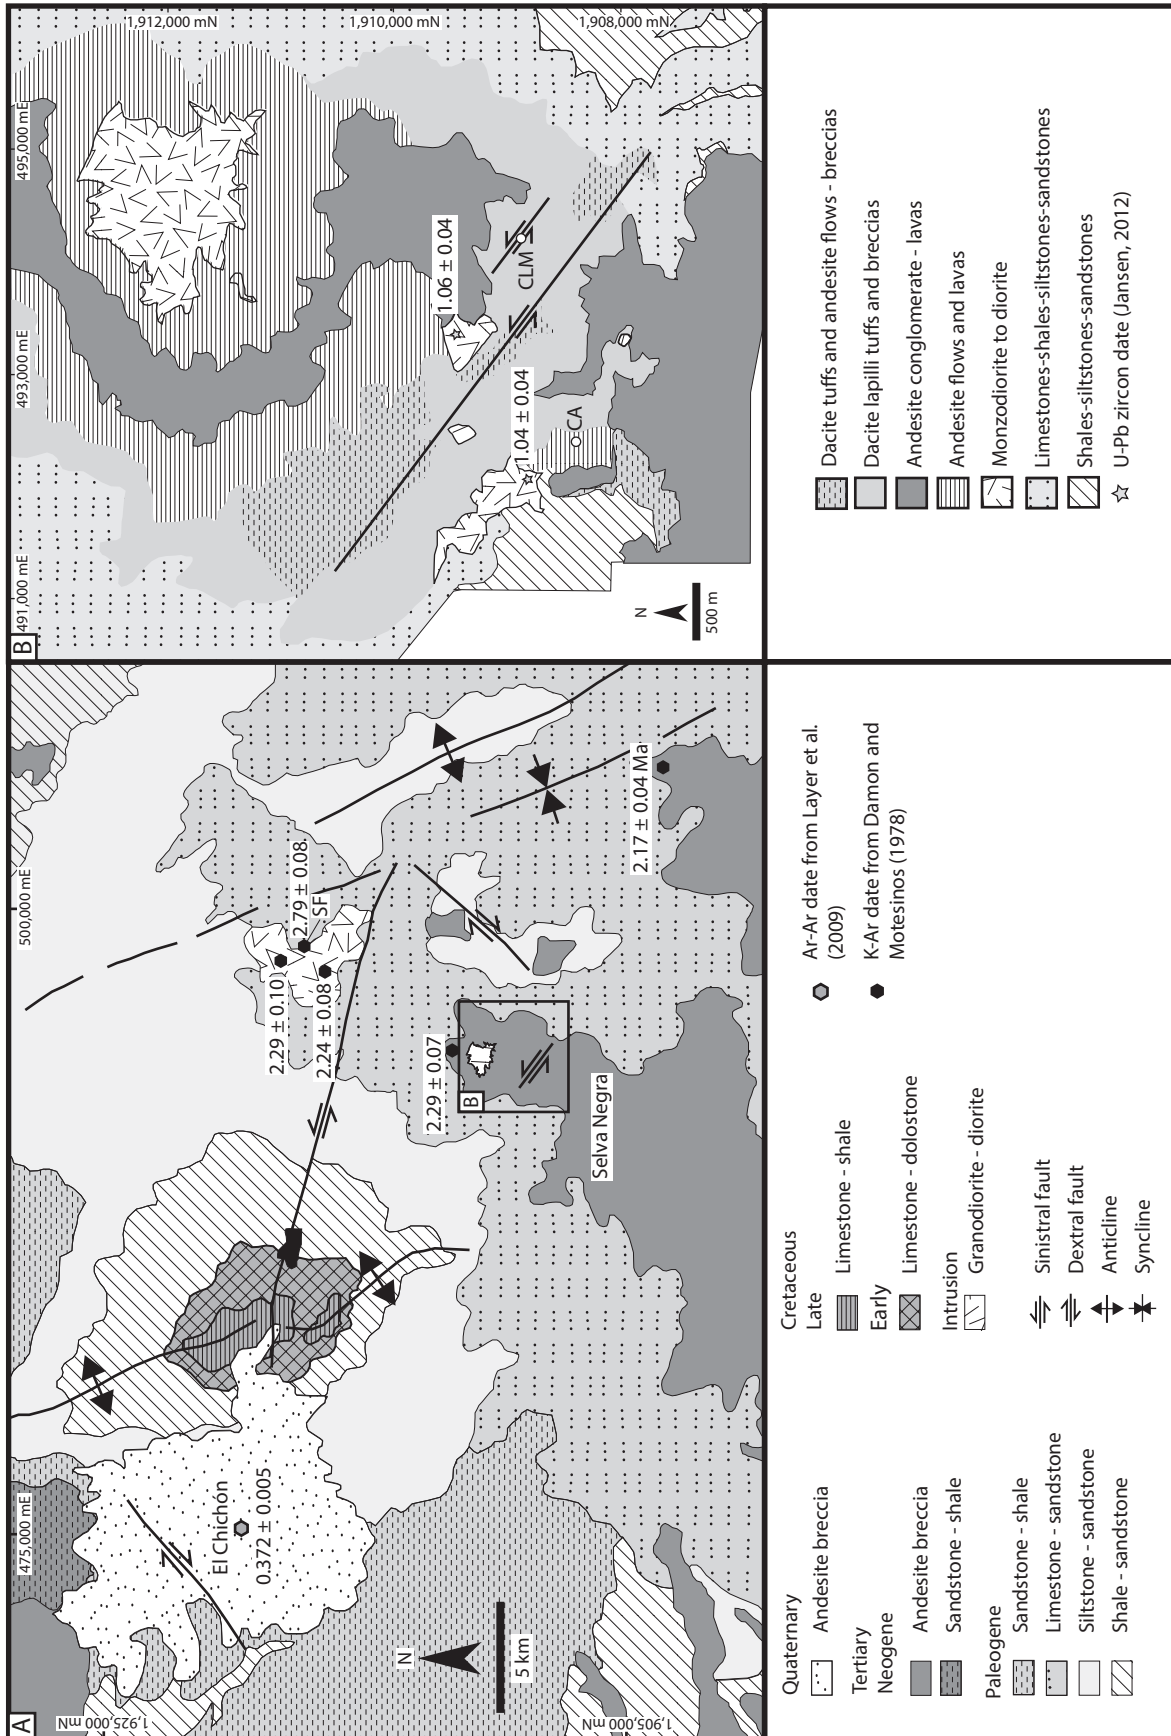 A
475,000 mE
500,000 mE
1,925,000 mN
1,905,000 mN
El Chichón
0.372 ± 0.005
2.29 ± 0.10
2.79 ± 0.08
SF
2.24 ± 0.08
2.29 ± 0.07
B
Selva Negra
2.17 ± 0.04 Ma
N
5 km
B
491,000 mE
493,000 mE
495,000 mE
1,912,000 mN
1,910,000 mN
1,908,000 mN
1.06 ± 0.04
CLM
1.04 ± 0.04
CA
N
500 m
Quaternary
Andesite breccia
Tertiary
Neogene
Andesite breccia
Sandstone - shale
Paleogene
Sandstone - shale
Limestone - sandstone
Siltstone - sandstone
Shale - sandstone
Cretaceous
Late
Limestone - shale
Early
Limestone - dolostone
Intrusion
Granodiorite - diorite
Sinistral fault
Dextral fault
Anticline
Syncline
Ar-Ar date from Layer et al.
(2009)
K-Ar date from Damon and
Motesinos (1978)
Dacite tuffs and andesite flows - breccias
Dacite lapilli tuffs and breccias
Andesite conglomerate - lavas
Andesite flows and lavas
Monzodiorite to diorite
Limestones-shales-siltstones-sandstones
Shales-siltstones-sandstones
U-Pb zircon date (Jansen, 2012)